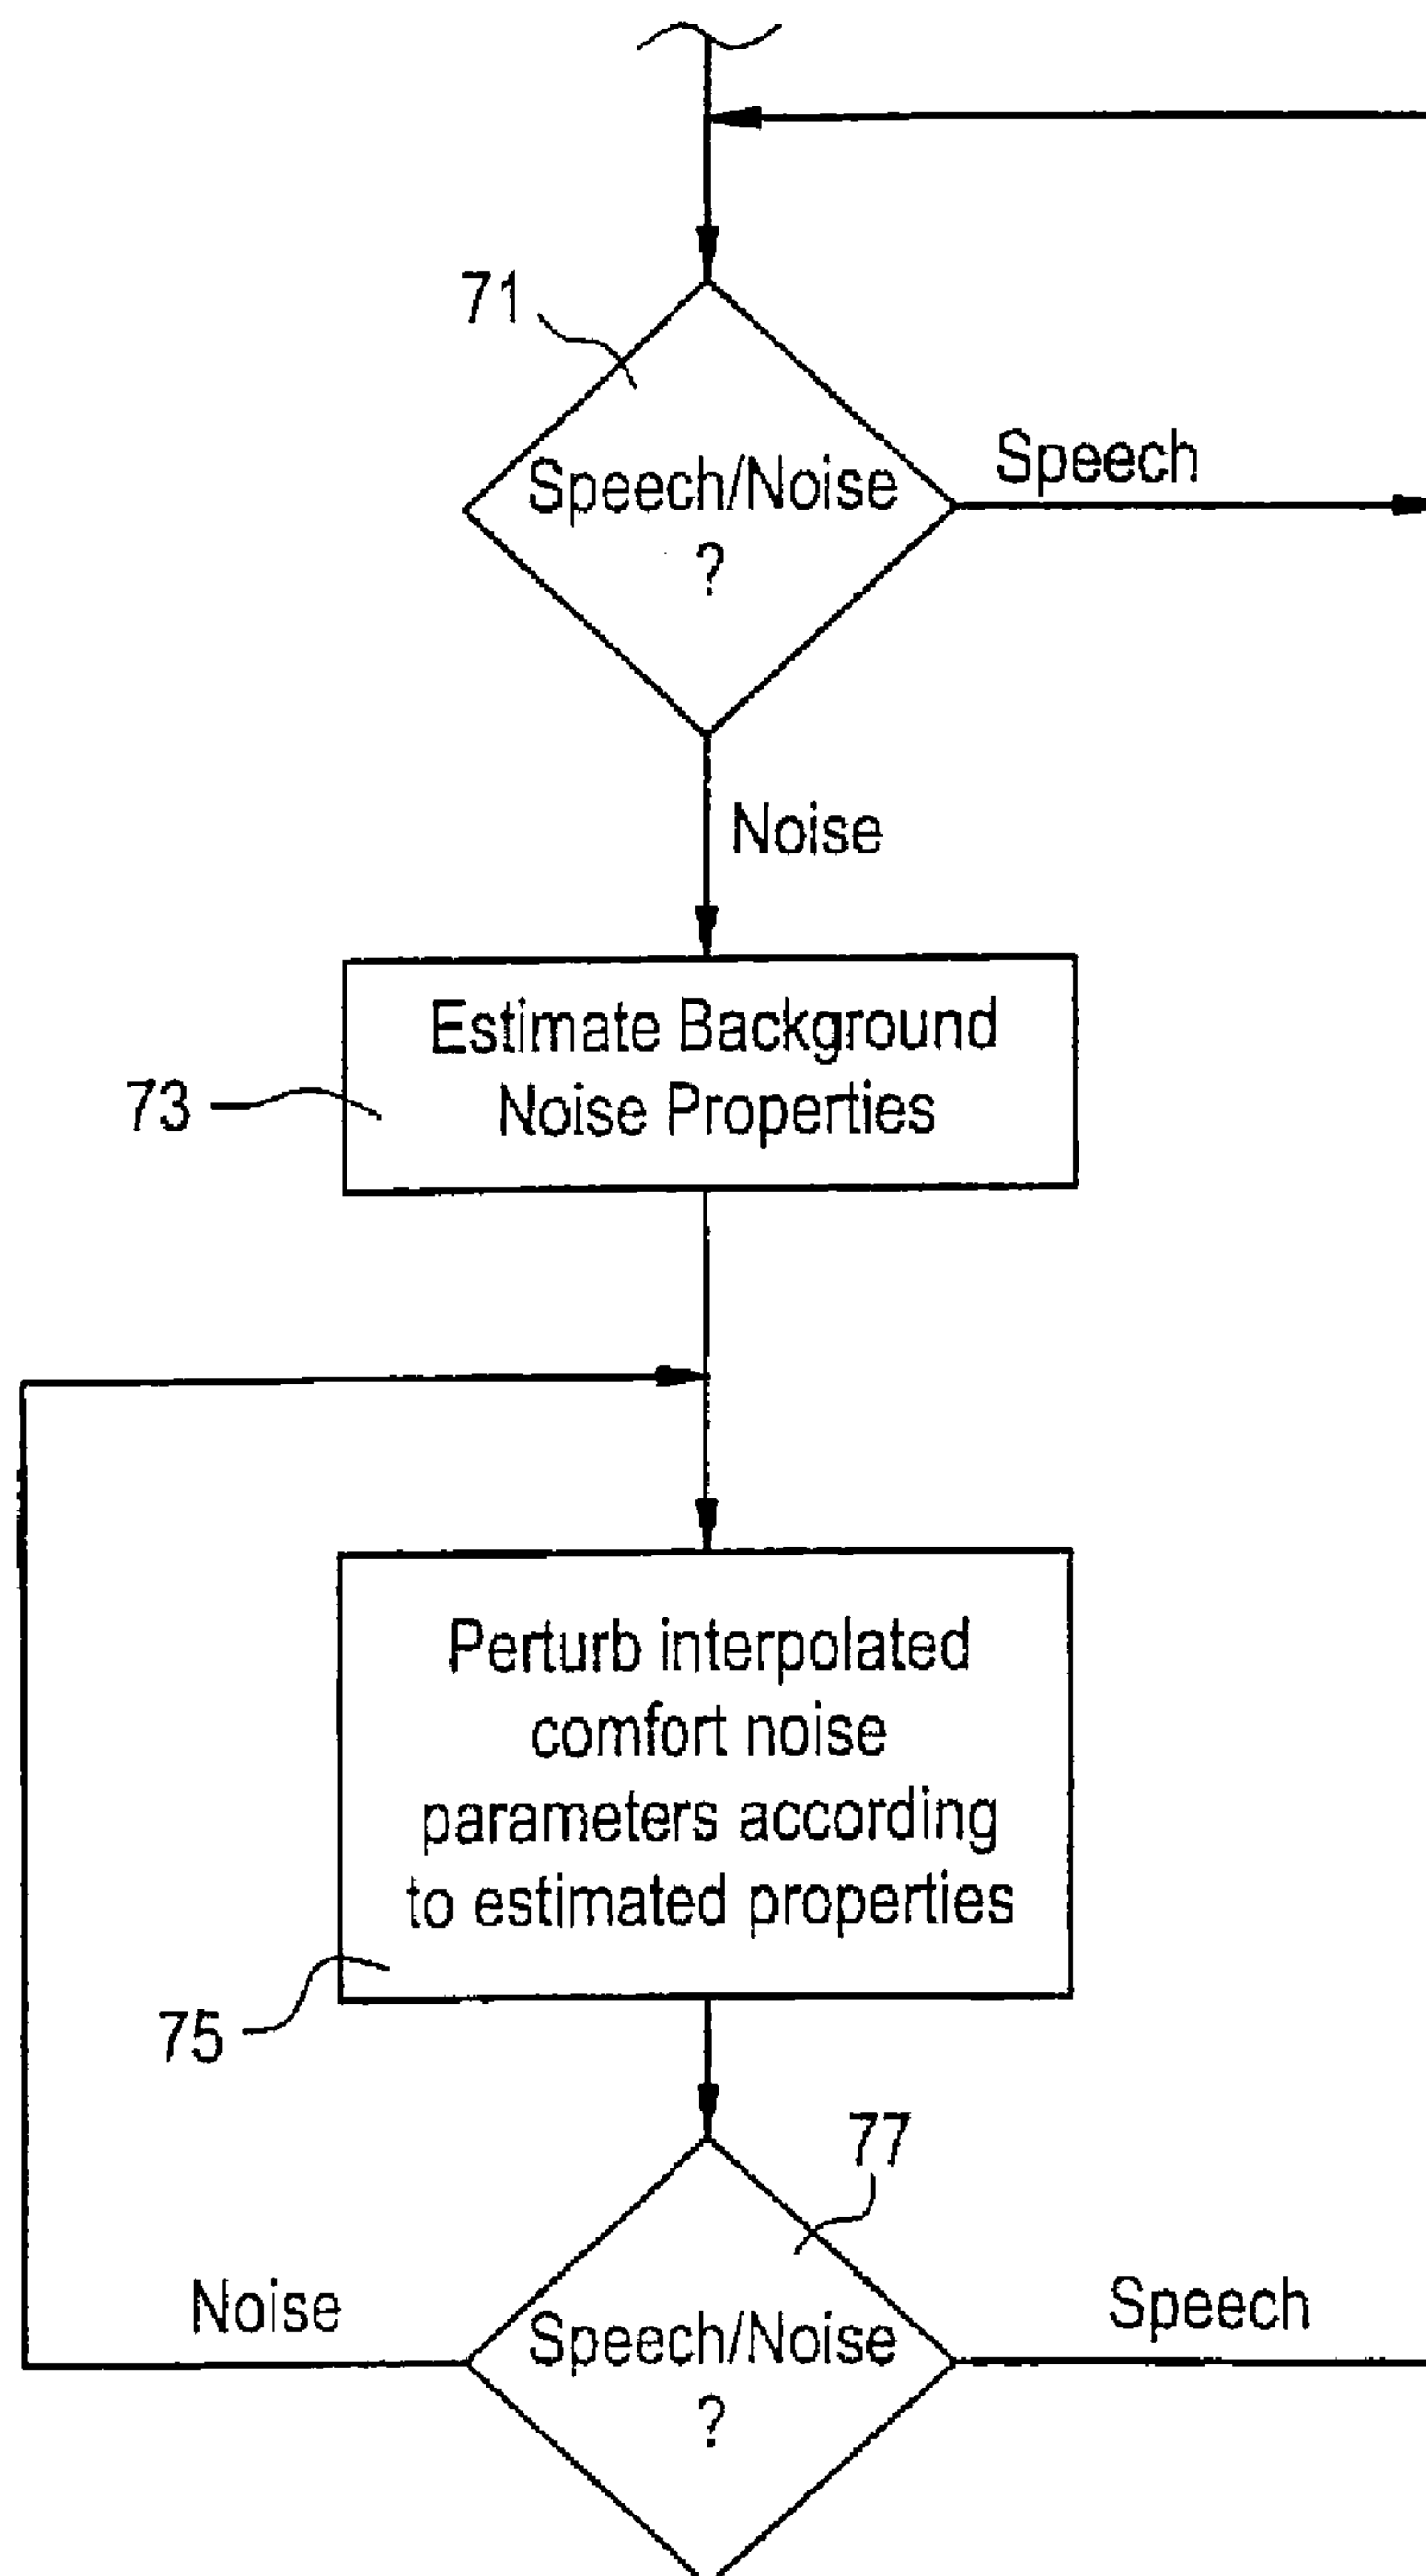 71
Speech/Noise
?
Speech
Noise
Estimate Background
Noise Properties
73
Perturb interpolated
comfort noise
parameters according
to estimated properties
75
77
Noise
Speech/Noise
?
Speech